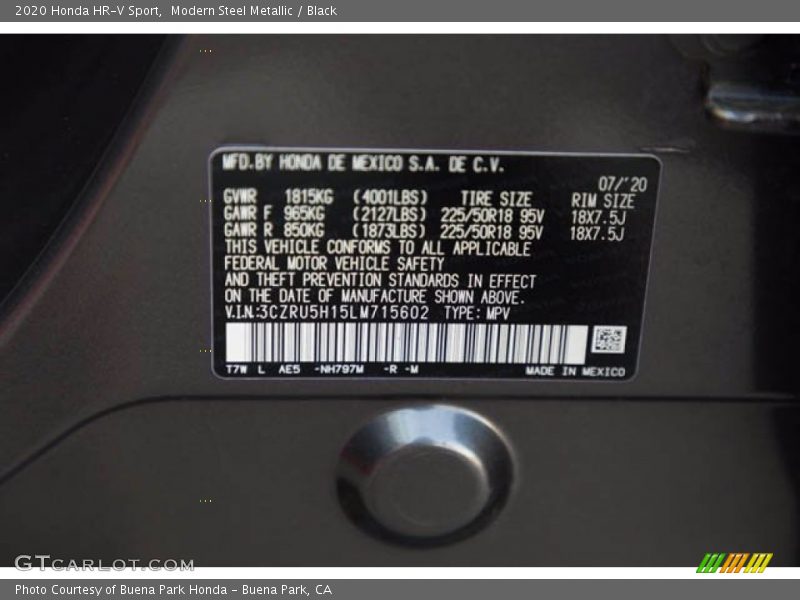 2020 Honda HR-V Sport,  Modern Steel Metallic / Black
MFD.BY HONDA DE MEXICO S.A. DE C.V.
07/'20
GVWR 1815KG (4001LBS) TIRE SIZE RIM SIZE
GAWR F 965KG (2127LBS) 225/50R18 95V 18X7.5J
GAWR R 850KG (1873LBS) 225/50R18 95V 18X7.5J
THIS VEHICLE CONFORMS TO ALL APPLICABLE
FEDERAL MOTOR VEHICLE SAFETY
AND THEFT PREVENTION STANDARDS IN EFFECT
ON THE DATE OF MANUFACTURE SHOWN ABOVE.
V.I.N:3CZRU5H15LM715602 TYPE: MPV
T7W L AE5 -NH797M -R -M MADE IN MEXICO
GTCARLOT.COM
Photo Courtesy of Buena Park Honda - Buena Park, CA